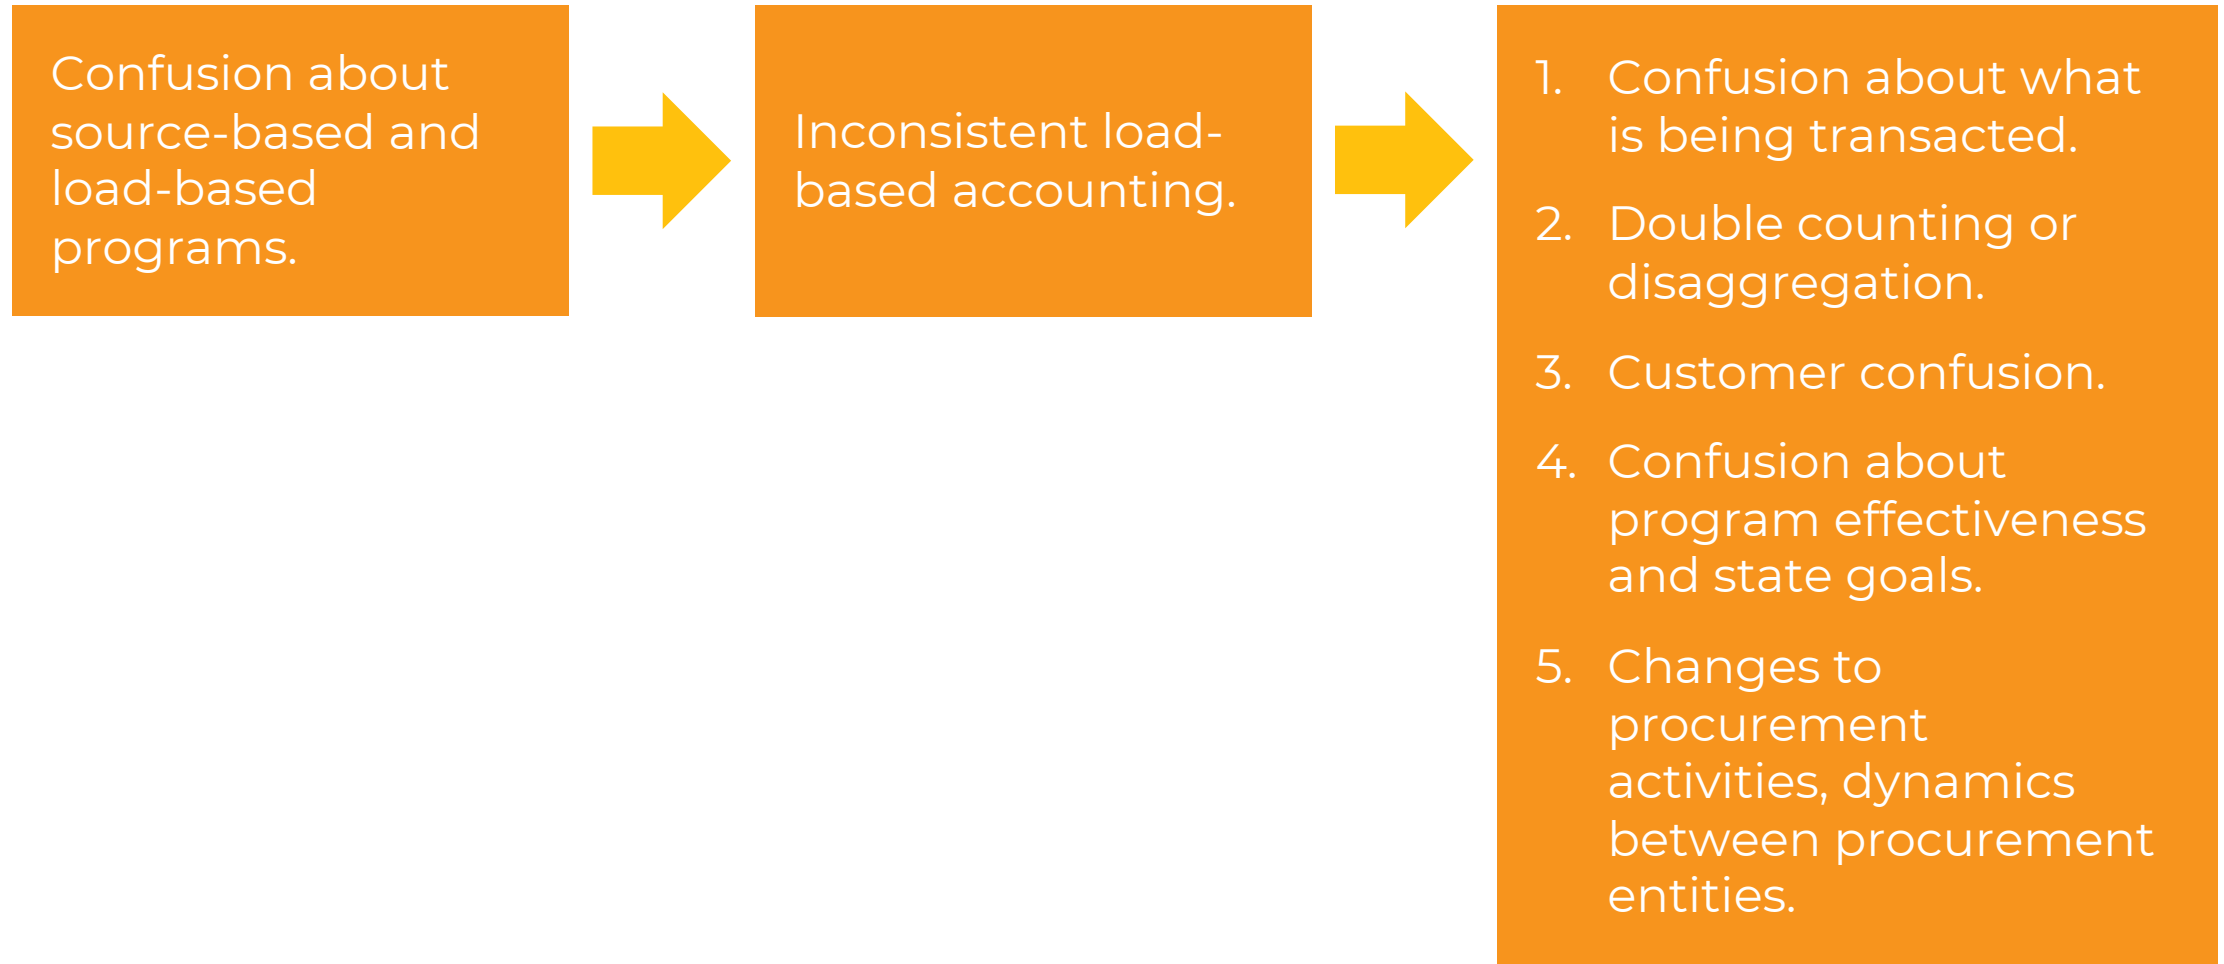 Confusion about
source-based and
load-based
programs.
Inconsistent load-
based accounting.
1. Confusion about what
is being transacted.
2. Double counting or
disaggregation.
3. Customer confusion.
4. Confusion about
program effectiveness
and state goals.
5. Changes to
procurement
activities, dynamics
between procurement
entities.